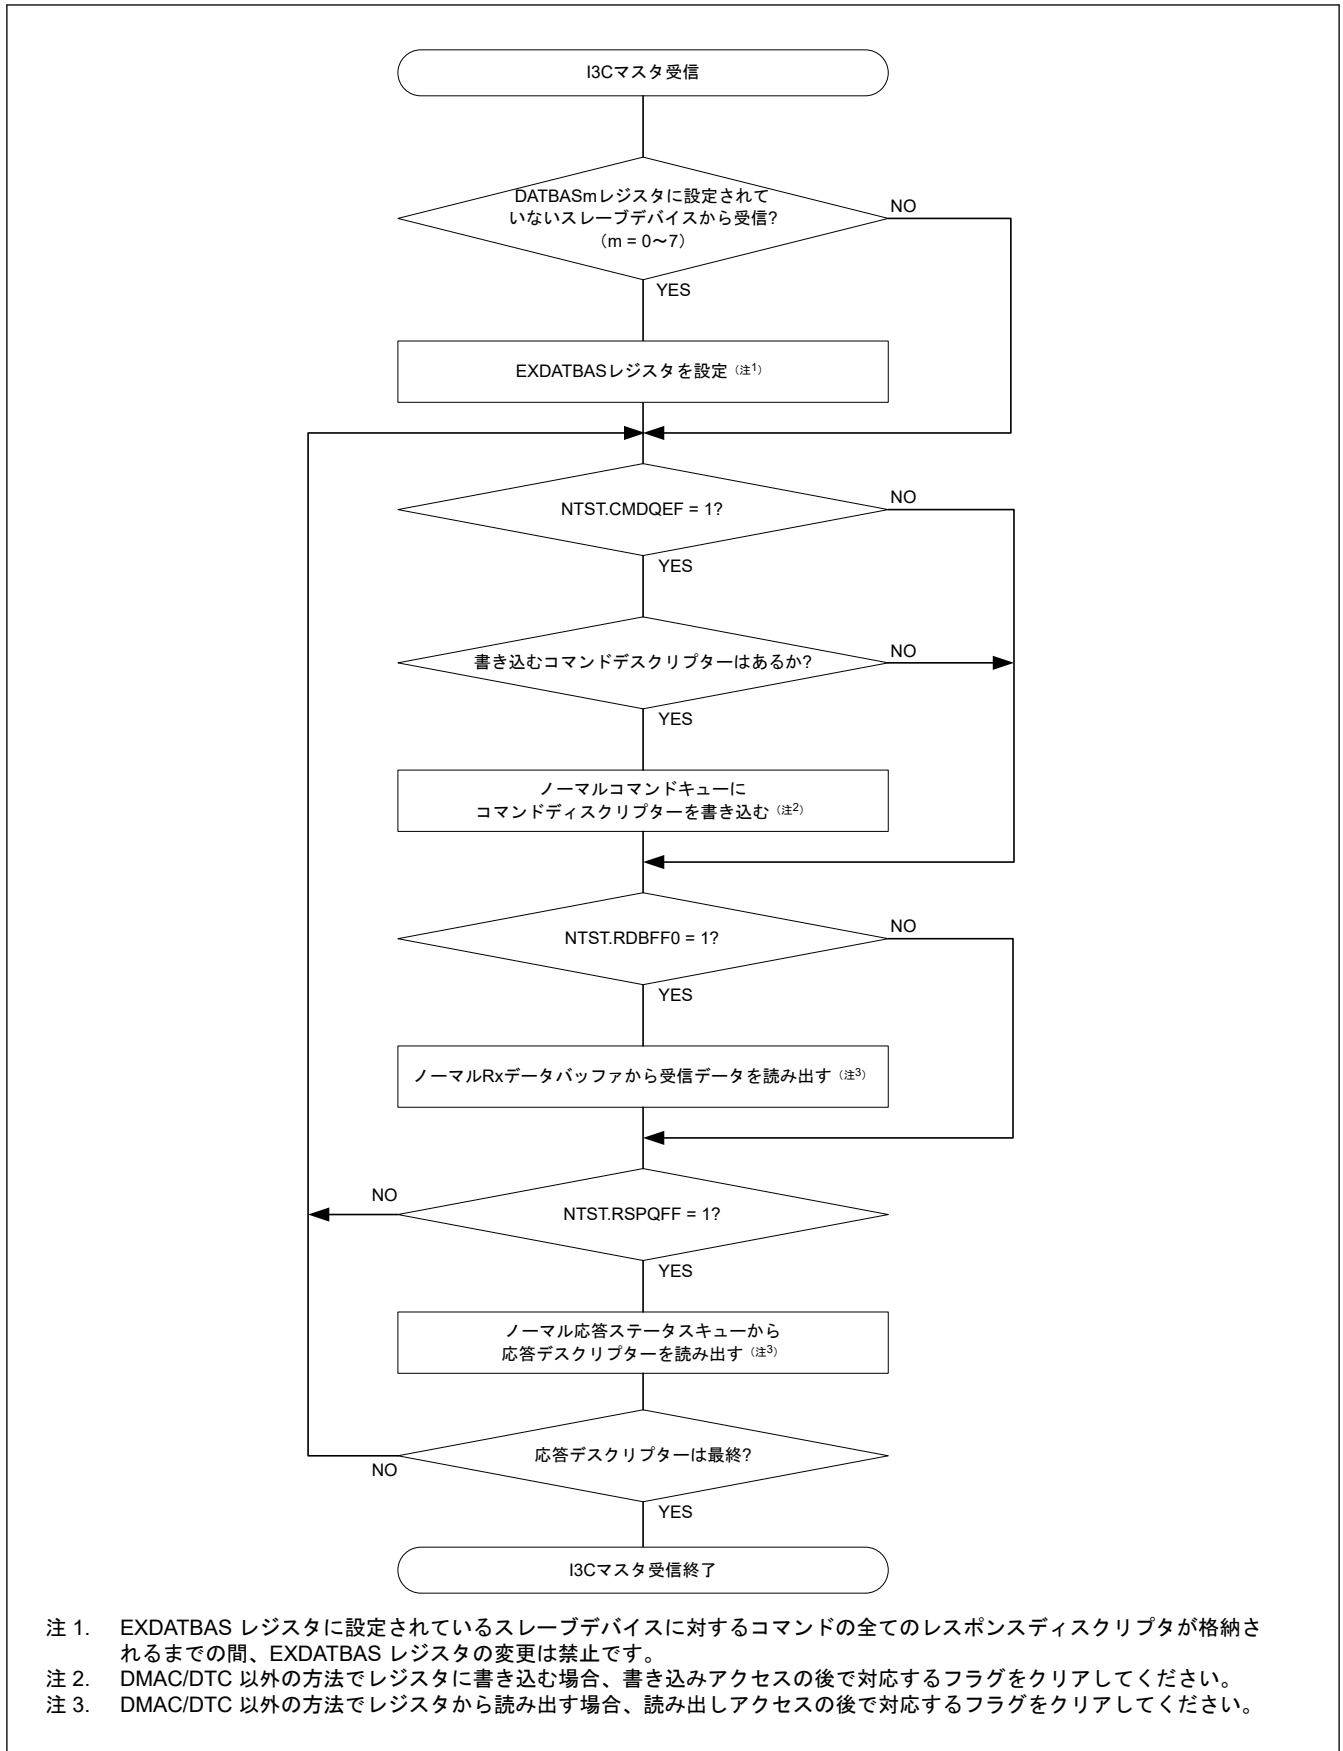 I3Cマスタ受信
DATBASmレジスタに設定されて
いないスレーブデバイスから受信?
（m = 0～7）
NO
YES
EXDATBASレジスタを設定（注1）
NTST.CMDQEF = 1?
NO
YES
書き込むコマンドデスクリプターはあるか?
NO
YES
ノーマルコマンドキューに
コマンドディスクリプターを書き込む（注2）
NTST.RDBFF0 = 1?
NO
YES
ノーマルRxデータバッファから受信データを読み出す（注3）
NO
NTST.RSPQFF = 1?
YES
ノーマル応答ステータスキューから
応答デスクリプターを読み出す（注3）
応答デスクリプターは最終?
NO
YES
I3Cマスタ受信終了
注 1. EXDATBAS レジスタに設定されているスレーブデバイスに対するコマンドの全てのレスポンスディスクリプタが格納さ
れるまでの間、EXDATBAS レジスタの変更は禁止です。
注 2. DMAC/DTC 以外の方法でレジスタに書き込む場合、書き込みアクセスの後で対応するフラグをクリアしてください。
注 3. DMAC/DTC 以外の方法でレジスタから読み出す場合、読み出しアクセスの後で対応するフラグをクリアしてください。